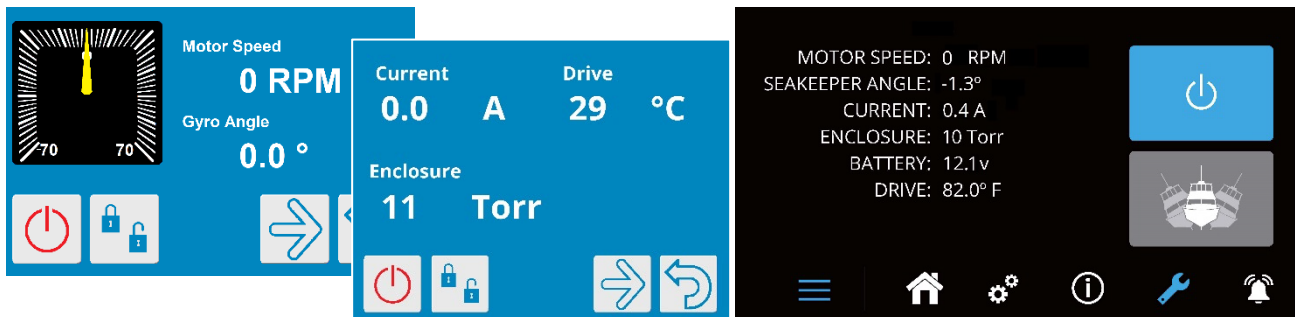 Motor Speed
0 RPM
Gyro Angle
0.0 °
-70 70
Current Drive
0.0 A 29 °C
Enclosure
11 Torr
MOTOR SPEED: 0 RPM
SEAKEEPER ANGLE: -1.3°
CURRENT: 0.4 A
ENCLOSURE: 10 Torr
BATTERY: 12.1v
DRIVE: 82.0° F